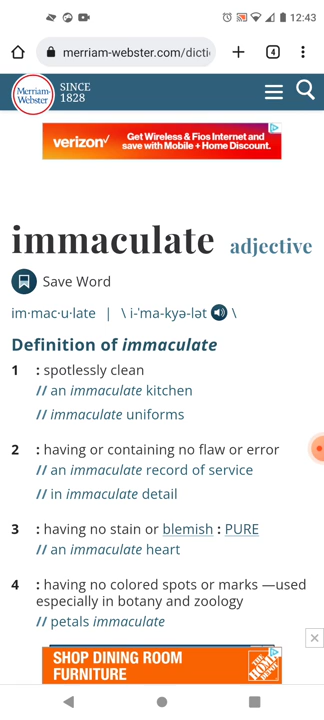 12:43
merriam-webster.com/dicti
4
Merriam-
Webster
SINCE
1828
verizon✓
Get Wireless & Fios Internet and
save with Mobile + Home Discount.
immaculate adjective
Save Word
im·mac·u·late | \ i-ˈma-kyə-lət \
Definition of immaculate
1 : spotlessly clean
// an immaculate kitchen
// immaculate uniforms
2 : having or containing no flaw or error
// an immaculate record of service
// in immaculate detail
3 : having no stain or blemish : PURE
// an immaculate heart
4 : having no colored spots or marks —used
especially in botany and zoology
// petals immaculate
SHOP DINING ROOM
FURNITURE
THE HOME DEPOT